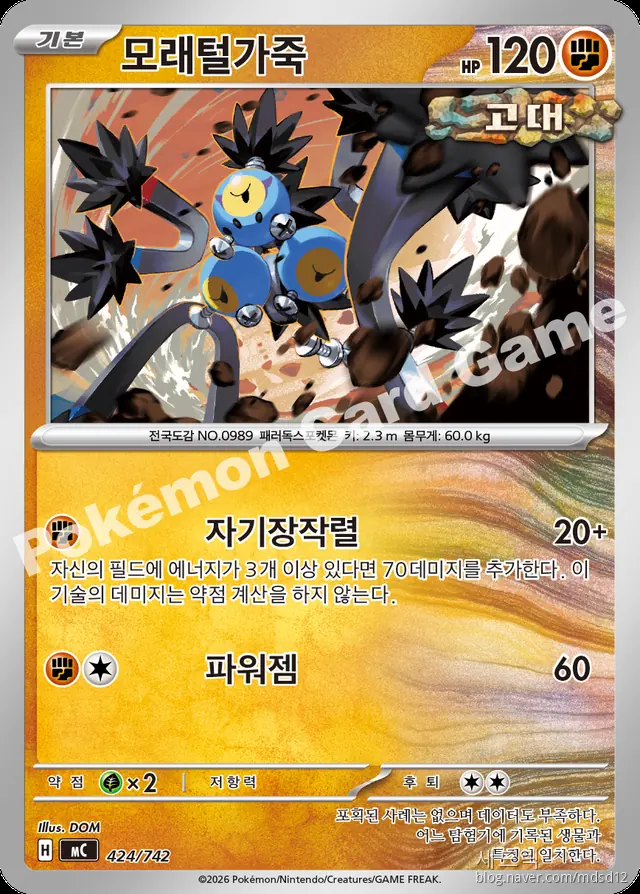 기본
모래털가죽
HP 120
고대
전국도감 NO.0989 패러독스포켓몬 키: 2.3 m 몸무게: 60.0 kg
Pokémon Card Game
자기장작렬 20+
자신의 필드에 에너지가 3개 이상 있다면 70데미지를 추가한다. 이
기술의 데미지는 약점 계산을 하지 않는다.
파워젬 60
약점 ×2 저항력 후퇴
포획된 사례는 없으며 데이터도 부족하다.
어느 탐험기에 기록된 생물과
특징이 일치한다.
Illus. DOM
H mC 424/742
©2026 Pokémon/Nintendo/Creatures/GAME FREAK.
blog.naver.com/mdsd12